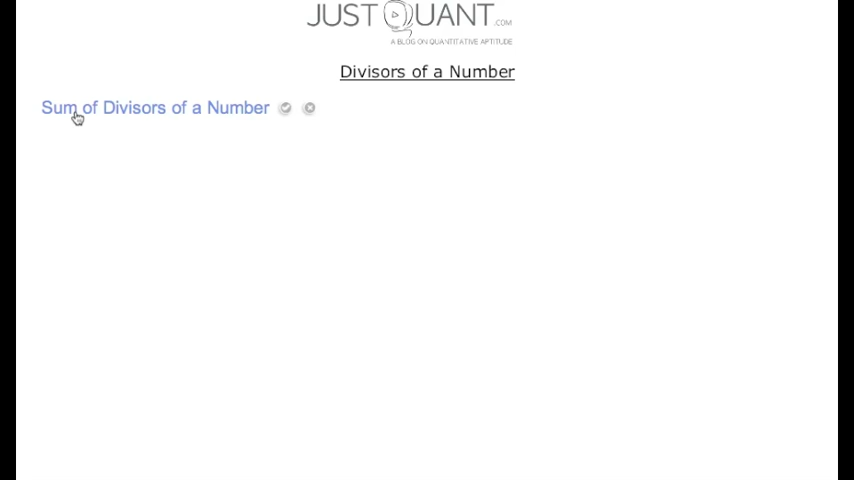 JUSTQUANT.COM
A BLOG ON QUANTITATIVE APTITUDE
Divisors of a Number
Sum of Divisors of a Number